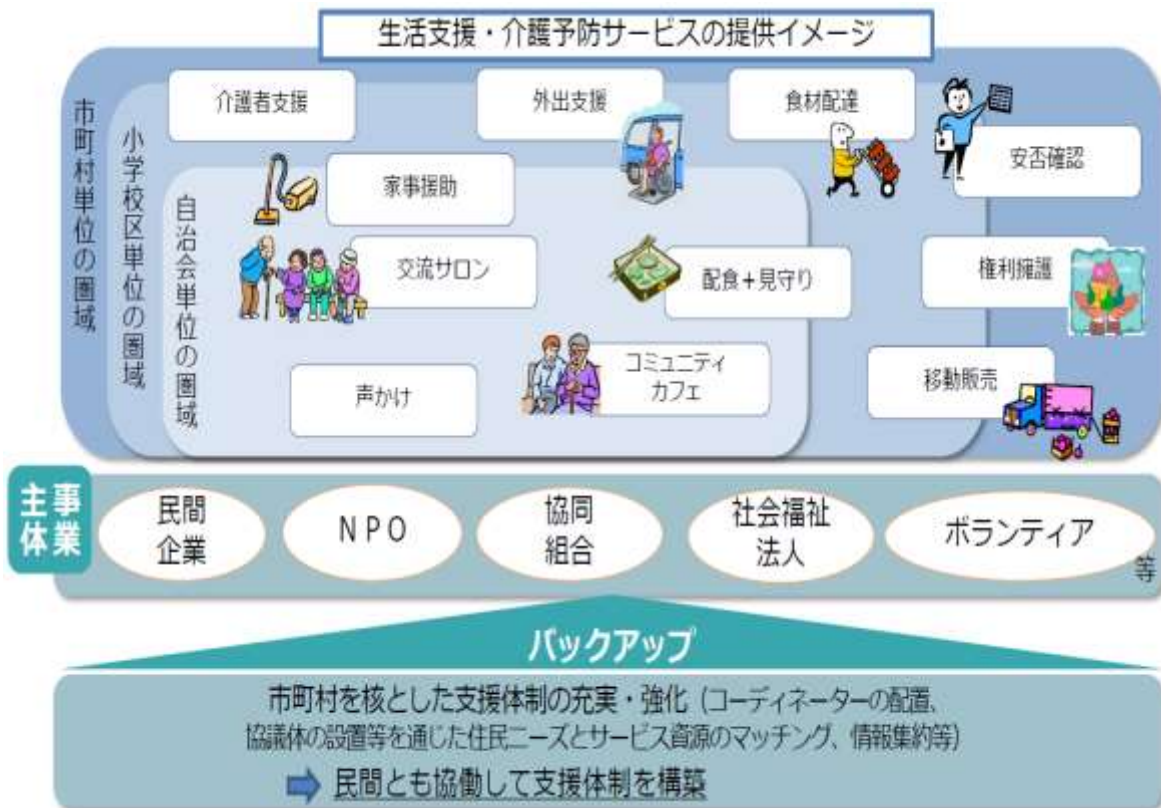 生活支援・介護予防サービスの提供イメージ
市町村単位の圏域
小学校区単位の圏域
自治会単位の圏域
介護者支援
外出支援
食材配達
安否確認
家事援助
交流サロン
配食+見守り
権利擁護
声かけ
コミュニティ
カフェ
移動販売
事業
主体
民間
企業
NPO
協同
組合
社会福祉
法人
ボランティア
等
バックアップ
市町村を核とした支援体制の充実・強化(コーディネーターの配置、
協議体の設置等を通じた住民ニーズとサービス資源のマッチング、情報集約等)
民間とも協働して支援体制を構築